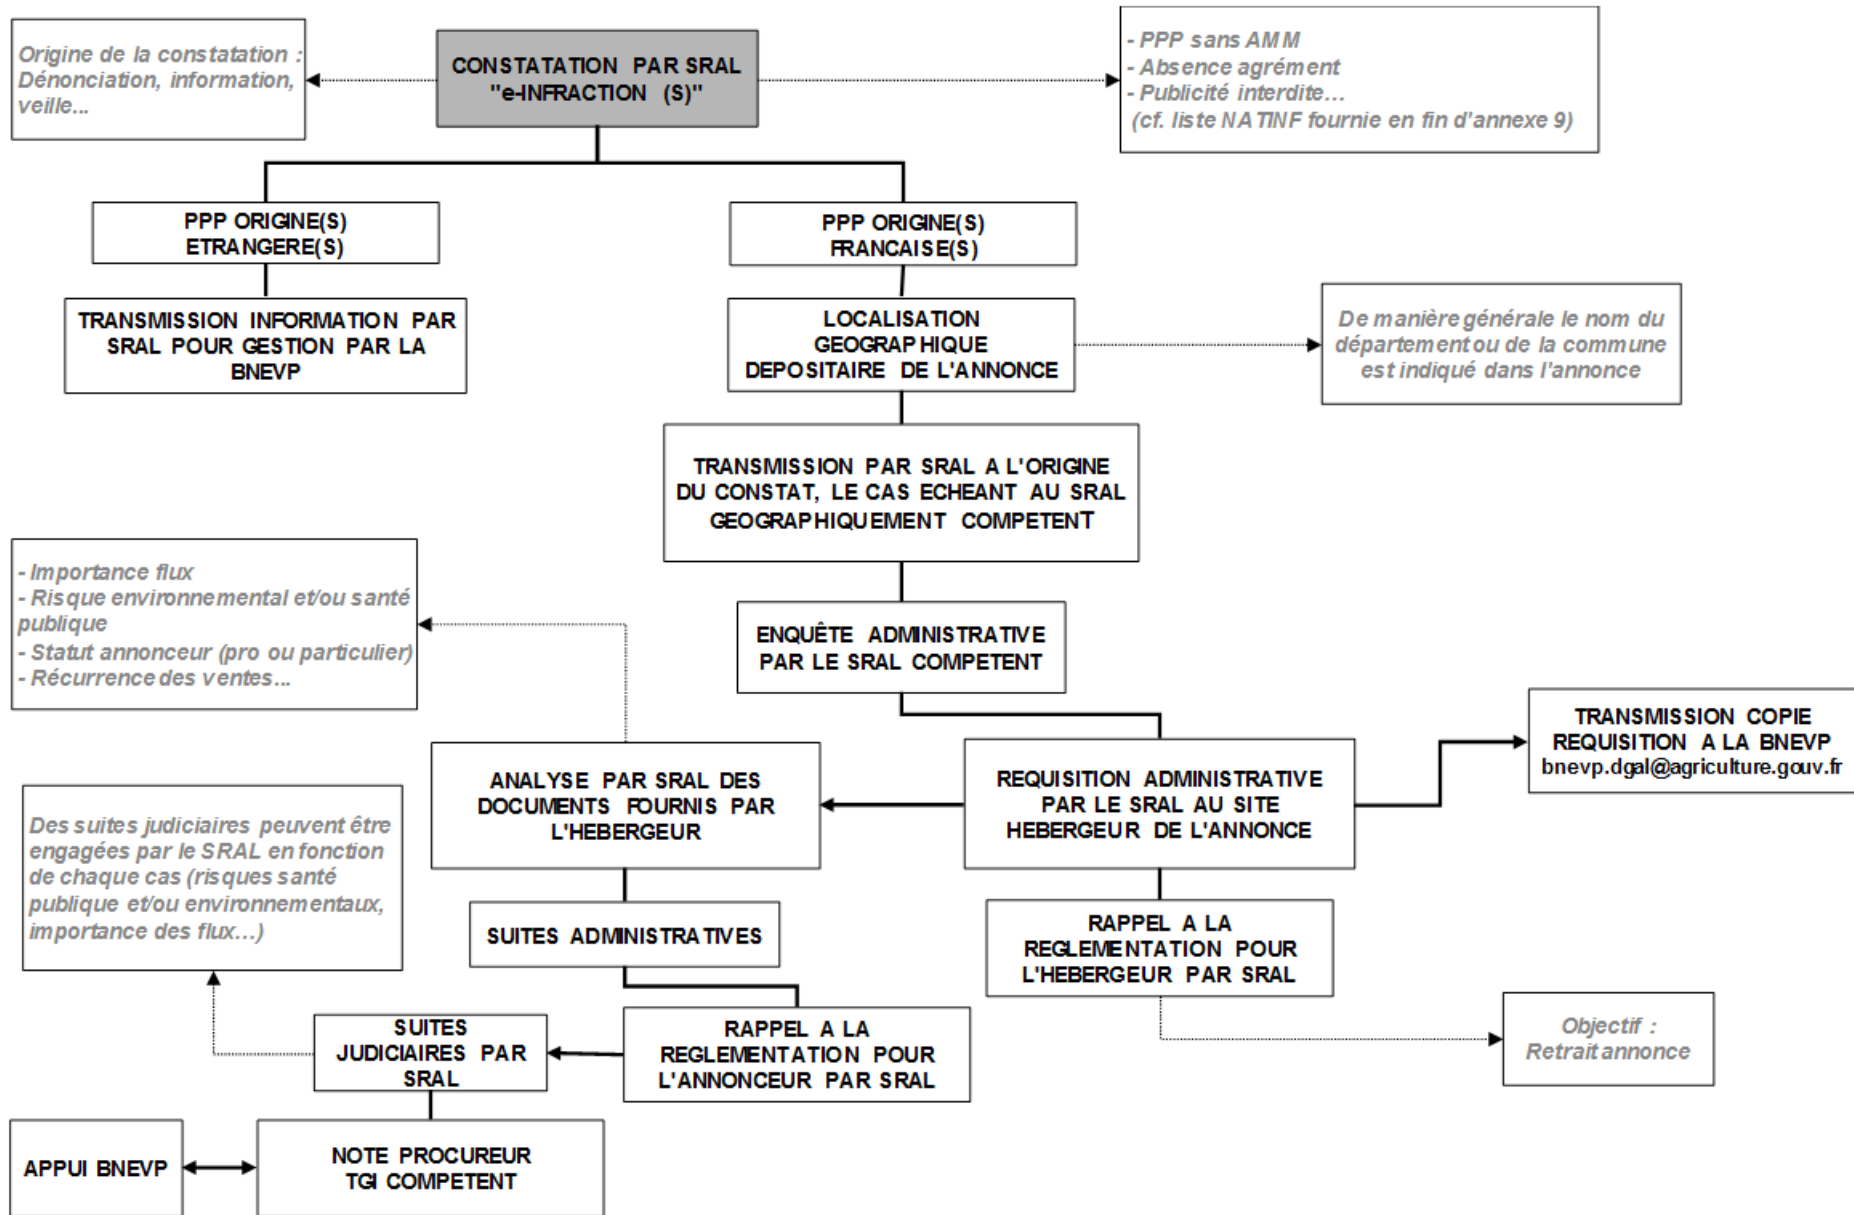 Origine de la constatation :
Dénonciation, information,
veille...
CONSTATATION PAR SRAL
"e-INFRACTION (S)"
- PPP sans AMM
- Absence agrément
- Publicité interdite...
(cf. liste NATINF fournie en fin d'annexe 9)
PPP ORIGINE(S)
ETRANGERE(S)
PPP ORIGINE(S)
FRANCAISE(S)
TRANSMISSION INFORMATION PAR
SRAL POUR GESTION PAR LA
BNEVP
LOCALISATION
GEOGRAPHIQUE
DEPOSITAIRE DE L'ANNONCE
De manière générale le nom du
département ou de la commune
est indiqué dans l'annonce
TRANSMISSION PAR SRAL A L'ORIGINE
DU CONSTAT, LE CAS ECHEANT AU SRAL
GEOGRAPHIQUEMENT COMPETENT
- Importance flux
- Risque environnemental et/ou santé
publique
- Statut annonceur (pro ou particulier)
- Récurrence des ventes...
ENQUÊTE ADMINISTRATIVE
PAR LE SRAL COMPETENT
TRANSMISSION COPIE
REQUISITION A LA BNEVP
bnevp.dgal@agriculture.gouv.fr
ANALYSE PAR SRAL DES
DOCUMENTS FOURNIS PAR
L'HEBERGEUR
REQUISITION ADMINISTRATIVE
PAR LE SRAL AU SITE
HEBERGEUR DE L'ANNONCE
Des suites judiciaires peuvent être
engagées par le SRAL en fonction
de chaque cas (risques santé
publique et/ou environnementaux,
importance des flux...)
SUITES ADMINISTRATIVES
RAPPEL A LA
REGLEMENTATION POUR
L'HEBERGEUR PAR SRAL
SUITES
JUDICIAIRES PAR
SRAL
RAPPEL A LA
REGLEMENTATION POUR
L'ANNONCEUR PAR SRAL
Objectif :
Retrait annonce
APPUI BNEVP
NOTE PROCUREUR
TGI COMPETENT